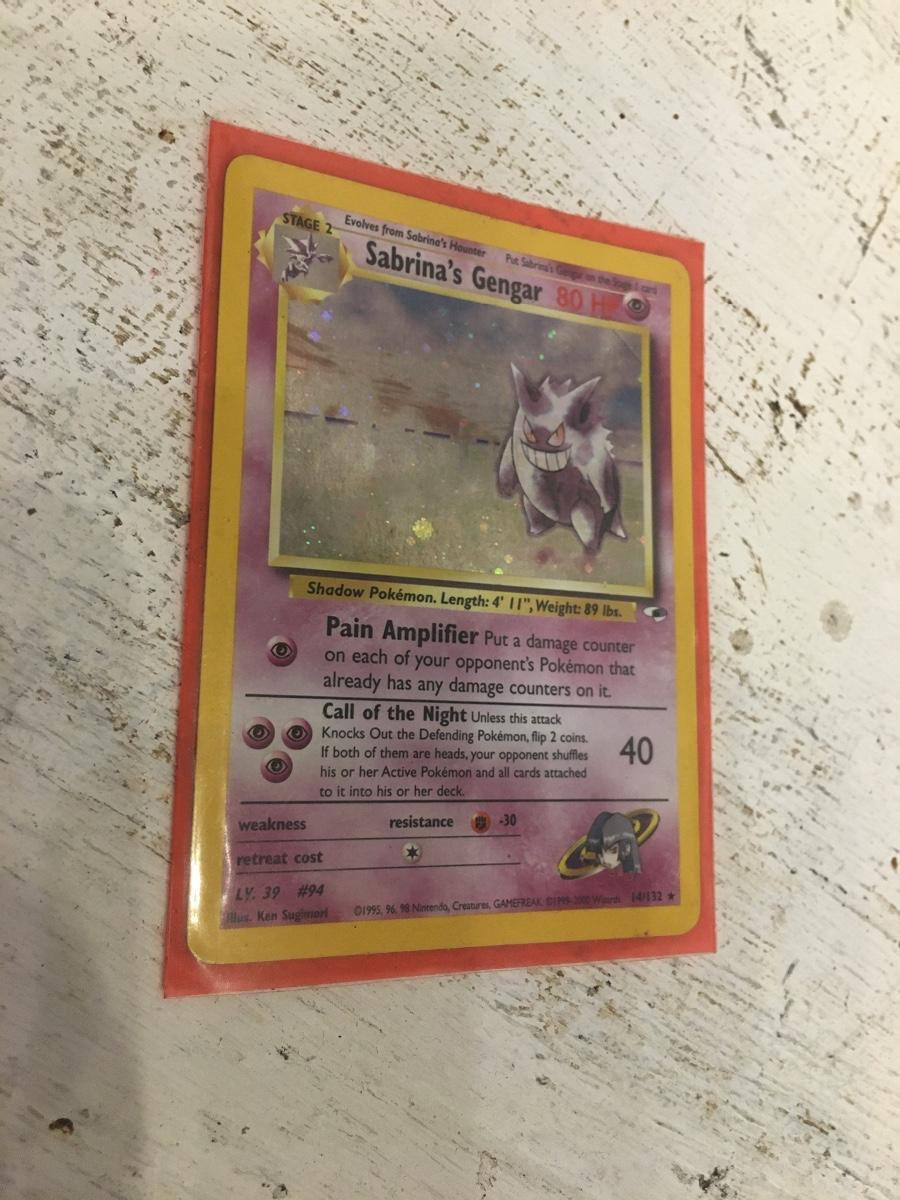 STAGE 2
Evolves from Sabrina's Haunter
Put Sabrina's Gengar on the Stage 1 card
Sabrina's Gengar 80 HP
Shadow Pokémon. Length: 4' 11", Weight: 89 lbs.
Pain Amplifier Put a damage counter
on each of your opponent's Pokémon that
already has any damage counters on it.
Call of the Night Unless this attack
Knocks Out the Defending Pokémon, flip 2 coins.
If both of them are heads, your opponent shuffles
his or her Active Pokémon and all cards attached
to it into his or her deck.
40
weakness
resistance -30
retreat cost
LV. 39 #94
Illus. Ken Sugimori
©1995, 96, 98 Nintendo, Creatures, GAMEFREAK. ©1999-2000 Wizards 14/132